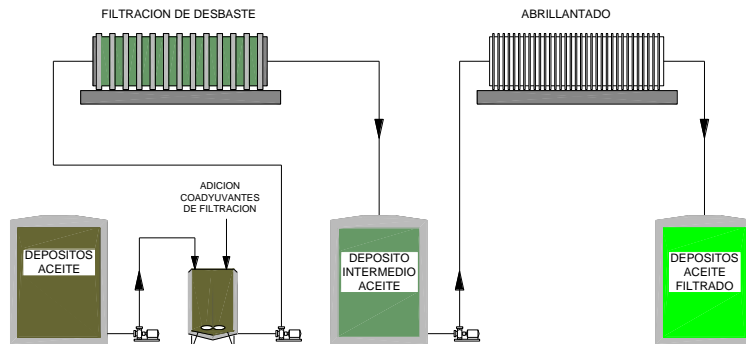 FILTRACION DE DESBASTE
ABRILLANTADO
ADICION
COADYUVANTES
DE FILTRACION
DEPOSITOS
ACEITE
DEPOSITO
INTERMEDIO
ACEITE
DEPOSITOS
ACEITE
FILTRADO